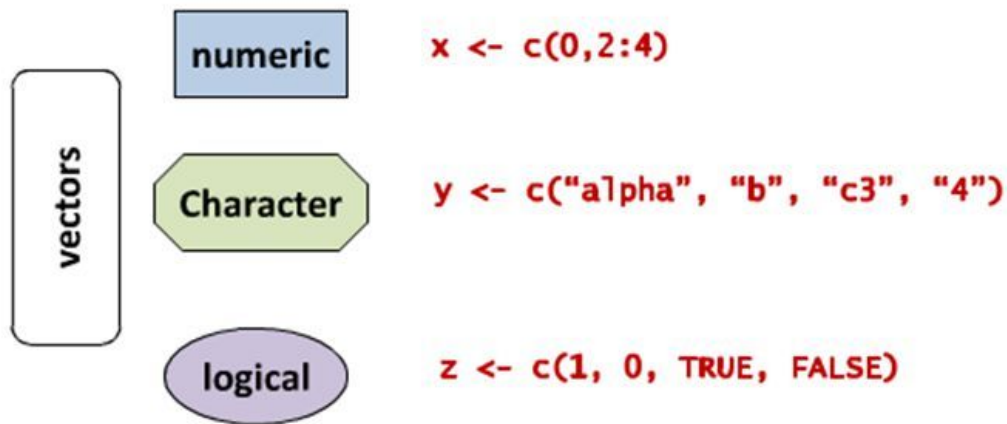 numeric
x <- c(0,2:4)
vectors
Character
y <- c(“alpha”, “b”, “c3”, “4”)
logical
z <- c(1, 0, TRUE, FALSE)